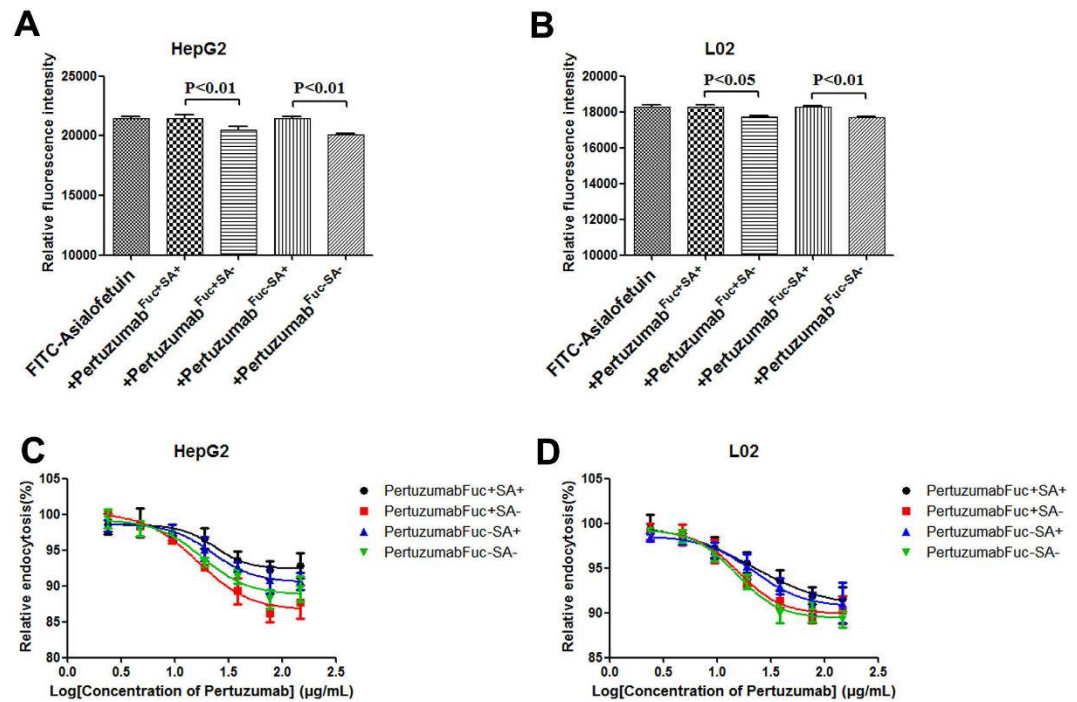 A
HepG2
Relative fluorescence intensity
25000
20000
15000
10000
P<0.01
P<0.01
FITC-Asialofetuin
+Pertuzumab^Fuc+SA+
+Pertuzumab^Fuc+SA-
+Pertuzumab^Fuc-SA+
+Pertuzumab^Fuc-SA-
B
L02
Relative fluorescence intensity
20000
18000
16000
14000
12000
10000
P<0.05
P<0.01
FITC-Asialofetuin
+Pertuzumab^Fuc+SA+
+Pertuzumab^Fuc+SA-
+Pertuzumab^Fuc-SA+
+Pertuzumab^Fuc-SA-
C
HepG2
Relative endocytosis(%)
105
100
95
90
85
80
0.0 0.5 1.0 1.5 2.0 2.5
Log[Concentration of Pertuzumab] (μg/mL)
PertuzumabFuc+SA+
PertuzumabFuc+SA-
PertuzumabFuc-SA+
PertuzumabFuc-SA-
D
L02
Relative endocytosis(%)
105
100
95
90
85
0.0 0.5 1.0 1.5 2.0 2.5
Log[Concentration of Pertuzumab] (μg/mL)
PertuzumabFuc+SA+
PertuzumabFuc+SA-
PertuzumabFuc-SA+
PertuzumabFuc-SA-